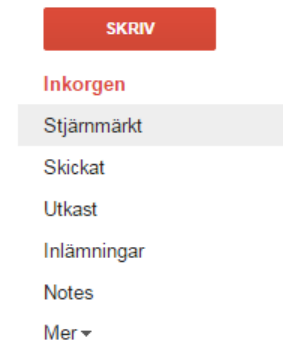 SKRIV
Inkorgen
Stjärnmärkt
Skickat
Utkast
Inlämningar
Notes
Mer